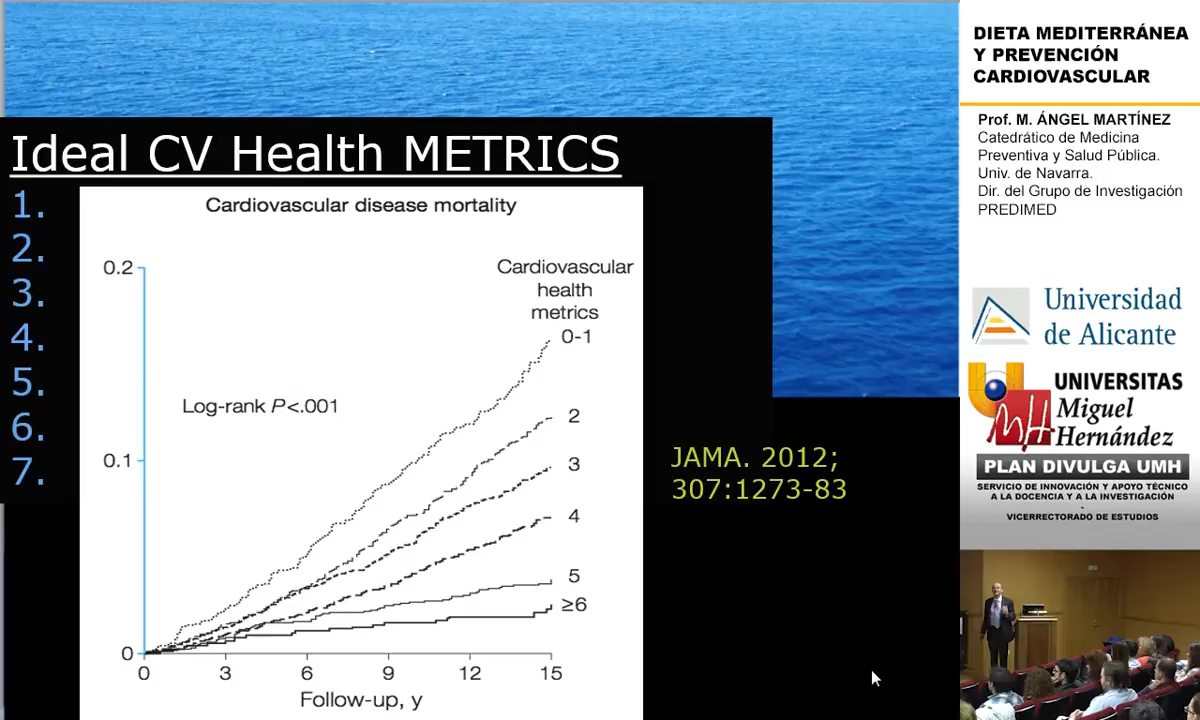 Ideal CV Health METRICS
1.
2.
3.
4.
5.
6.
7.
Cardiovascular disease mortality
0.2
0.1
0
Cardiovascular
health
metrics
0-1
2
3
4
5
≥6
Log-rank P<.001
0
3
6
9
12
15
Follow-up, y
JAMA. 2012;
307:1273-83
DIETA MEDITERRÁNEA
Y PREVENCIÓN
CARDIOVASCULAR
Prof. M. ÁNGEL MARTÍNEZ
Catedrático de Medicina
Preventiva y Salud Pública.
Univ. de Navarra.
Dir. del Grupo de Investigación
PREDIMED
Universidad
de Alicante
UNIVERSITAS
Miguel
Hernández
PLAN DIVULGA UMH
SERVICIO DE INNOVACIÓN Y APOYO TÉCNICO
A LA DOCENCIA Y A LA INVESTIGACIÓN
-
VICERRECTORADO DE ESTUDIOS